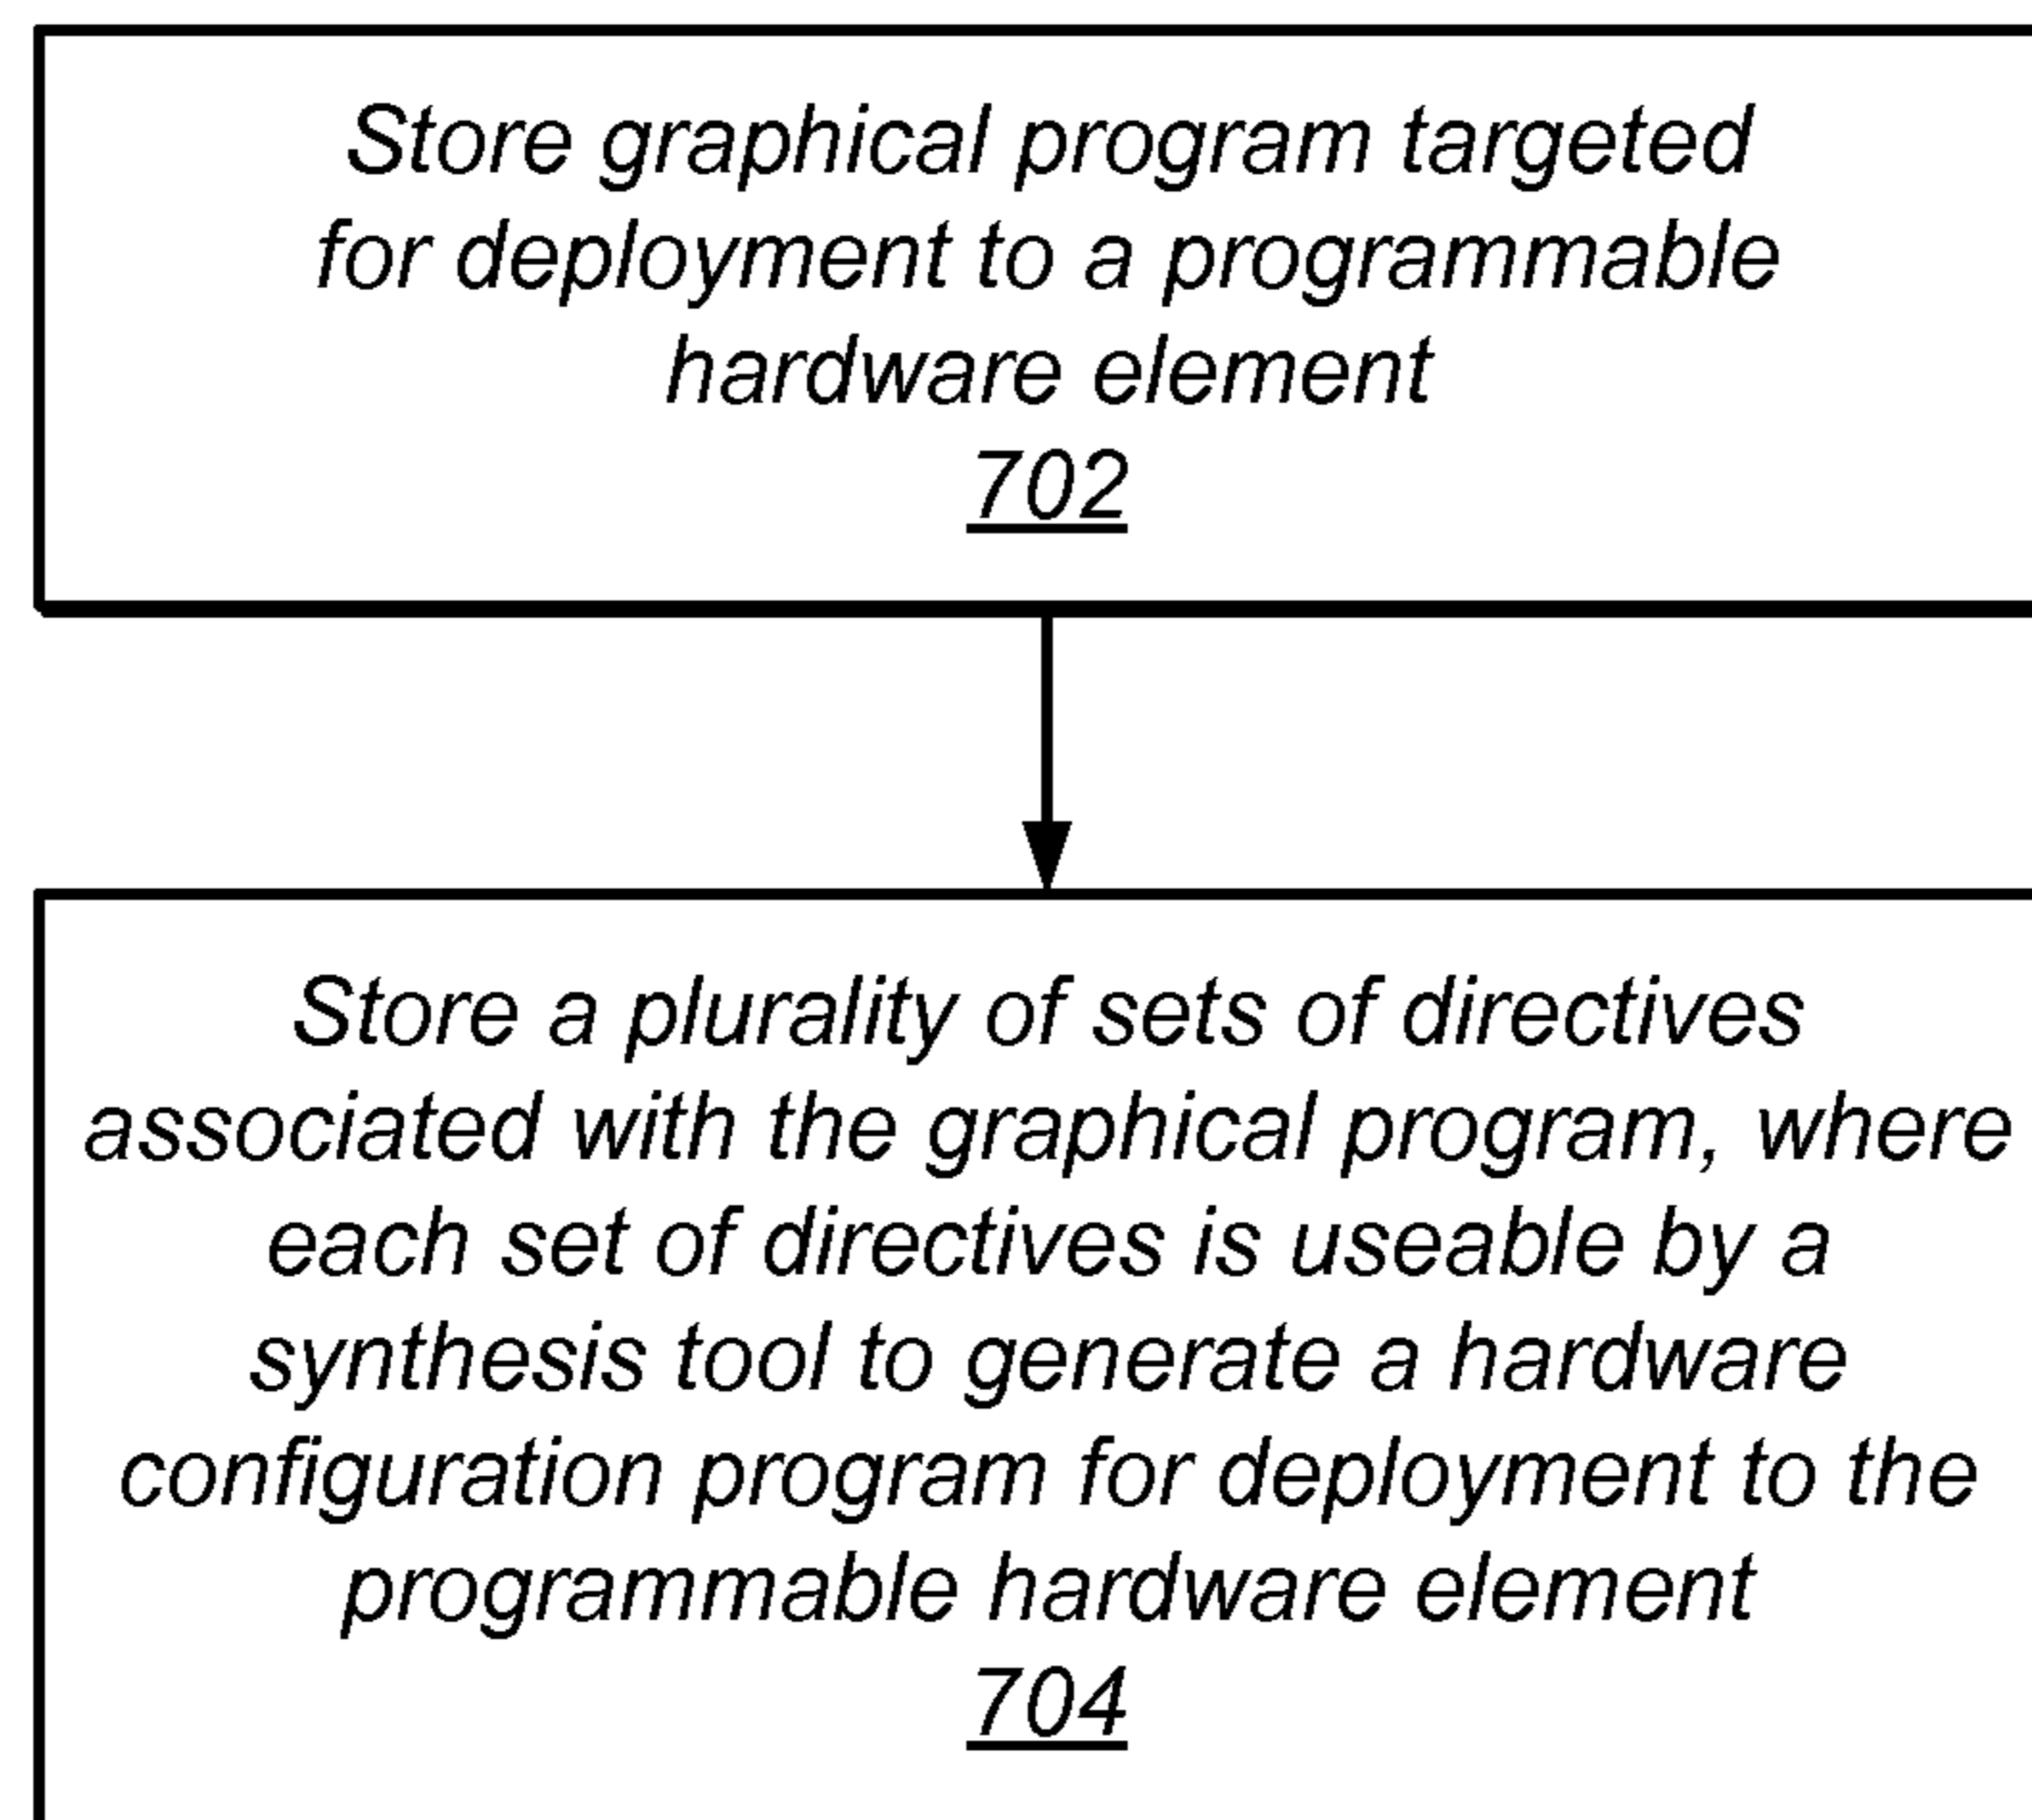 Store graphical program targeted
for deployment to a programmable
hardware element
702
Store a plurality of sets of directives
associated with the graphical program, where
each set of directives is useable by a
synthesis tool to generate a hardware
configuration program for deployment to the
programmable hardware element
704